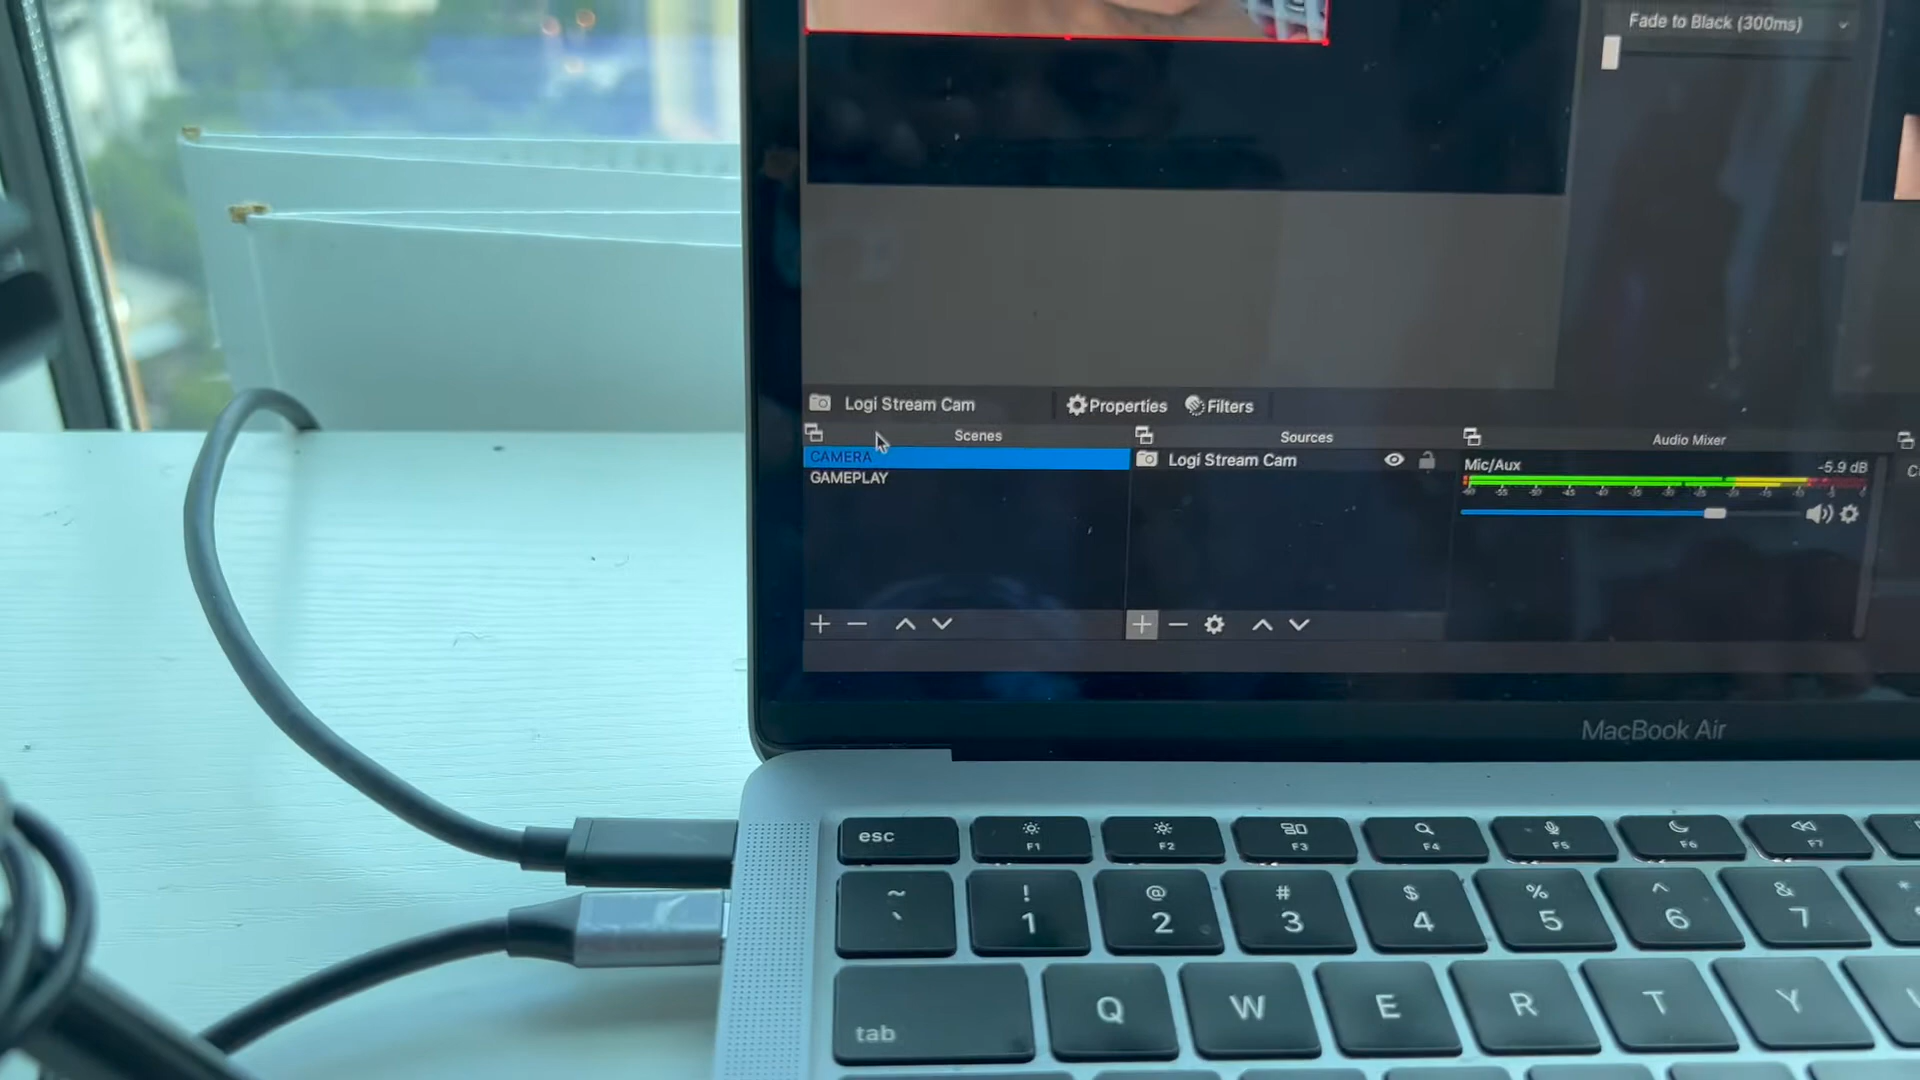 Fade to Black (300ms)
Logi Stream Cam
Properties
Filters
Scenes
Sources
Audio Mixer
CAMERA
GAMEPLAY
Logi Stream Cam
Mic/Aux
-5.9 dB
MacBook Air
esc
F1
F2
F3
F4
F5
F6
F7
~
`
!
1
@
2
#
3
$
4
%
5
^
6
&
7
*
tab
Q
W
E
R
T
Y